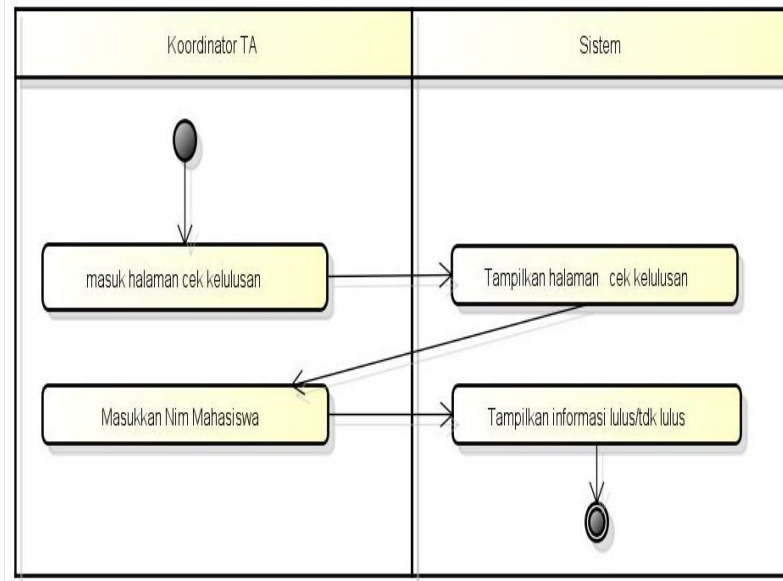 Koordinator TA
Sistem
masuk halaman cek kelulusan
Tampilkan halaman cek kelulusan
Masukkan Nim Mahasiswa
Tampilkan informasi lulus/tdk lulus